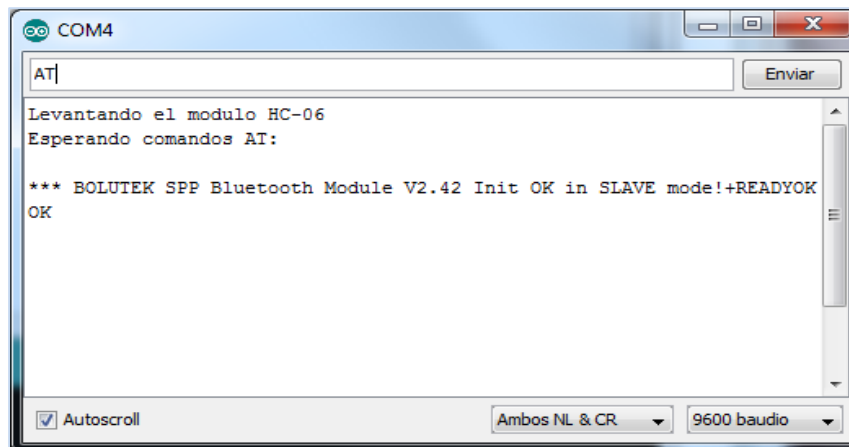 COM4
AT
Enviar
Levantando el modulo HC-06
Esperando comandos AT:
*** BOLUTEK SPP Bluetooth Module V2.42 Init OK in SLAVE mode!+READYOK
OK
Autoscroll
Ambos NL & CR
9600 baudio